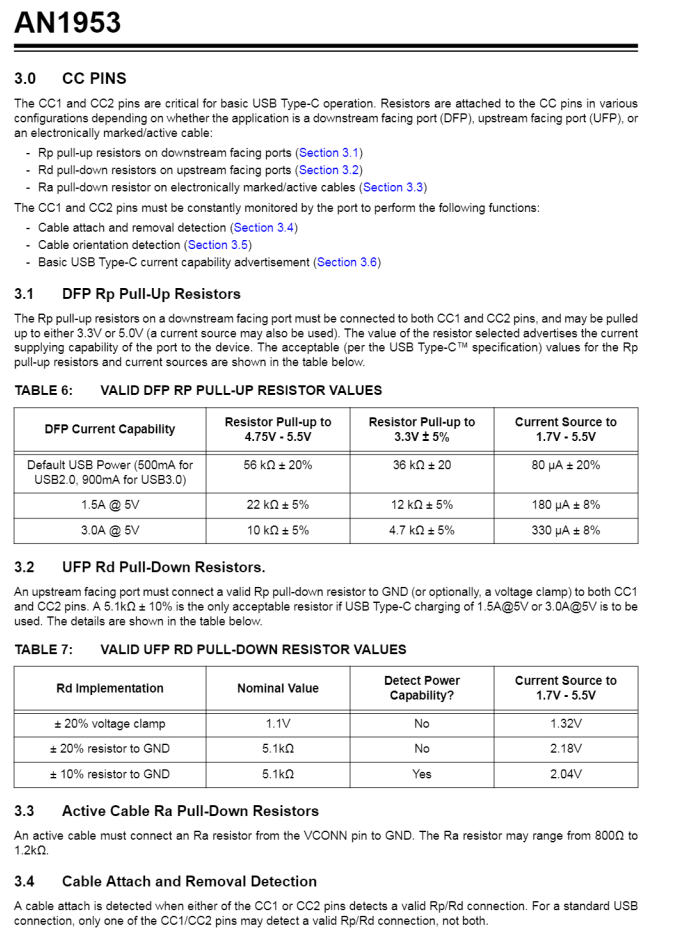 AN1953
3.0 CC PINS
The CC1 and CC2 pins are critical for basic USB Type-C operation. Resistors are attached to the CC pins in various
configurations depending on whether the application is a downstream facing port (DFP), upstream facing port (UFP), or
an electronically marked/active cable:
- Rp pull-up resistors on downstream facing ports (Section 3.1)
- Rd pull-down resistors on upstream facing ports (Section 3.2)
- Ra pull-down resistor on electronically marked/active cables (Section 3.3)
The CC1 and CC2 pins must be constantly monitored by the port to perform the following functions:
- Cable attach and removal detection (Section 3.4)
- Cable orientation detection (Section 3.5)
- Basic USB Type-C current capability advertisement (Section 3.6)
3.1 DFP Rp Pull-Up Resistors
The Rp pull-up resistors on a downstream facing port must be connected to both CC1 and CC2 pins, and may be pulled
up to either 3.3V or 5.0V (a current source may also be used). The value of the resistor selected advertises the current
supplying capability of the port to the device. The acceptable (per the USB Type-C™ specification) values for the Rp
pull-up resistors and current sources are shown in the table below.
TABLE 6: VALID DFP RP PULL-UP RESISTOR VALUES
DFP Current Capability Resistor Pull-up to 4.75V - 5.5V Resistor Pull-up to 3.3V ± 5% Current Source to 1.7V - 5.5V
Default USB Power (500mA for USB2.0, 900mA for USB3.0) 56 kΩ ± 20% 36 kΩ ± 20 80 µA ± 20%
1.5A @ 5V 22 kΩ ± 5% 12 kΩ ± 5% 180 µA ± 8%
3.0A @ 5V 10 kΩ ± 5% 4.7 kΩ ± 5% 330 µA ± 8%
3.2 UFP Rd Pull-Down Resistors.
An upstream facing port must connect a valid Rp pull-down resistor to GND (or optionally, a voltage clamp) to both CC1
and CC2 pins. A 5.1kΩ ± 10% is the only acceptable resistor if USB Type-C charging of 1.5A@5V or 3.0A@5V is to be
used. The details are shown in the table below.
TABLE 7: VALID UFP RD PULL-DOWN RESISTOR VALUES
Rd Implementation Nominal Value Detect Power Capability? Current Source to 1.7V - 5.5V
± 20% voltage clamp 1.1V No 1.32V
± 20% resistor to GND 5.1kΩ No 2.18V
± 10% resistor to GND 5.1kΩ Yes 2.04V
3.3 Active Cable Ra Pull-Down Resistors
An active cable must connect an Ra resistor from the VCONN pin to GND. The Ra resistor may range from 800Ω to
1.2kΩ.
3.4 Cable Attach and Removal Detection
A cable attach is detected when either of the CC1 or CC2 pins detects a valid Rp/Rd connection. For a standard USB
connection, only one of the CC1/CC2 pins may detect a valid Rp/Rd connection, not both.